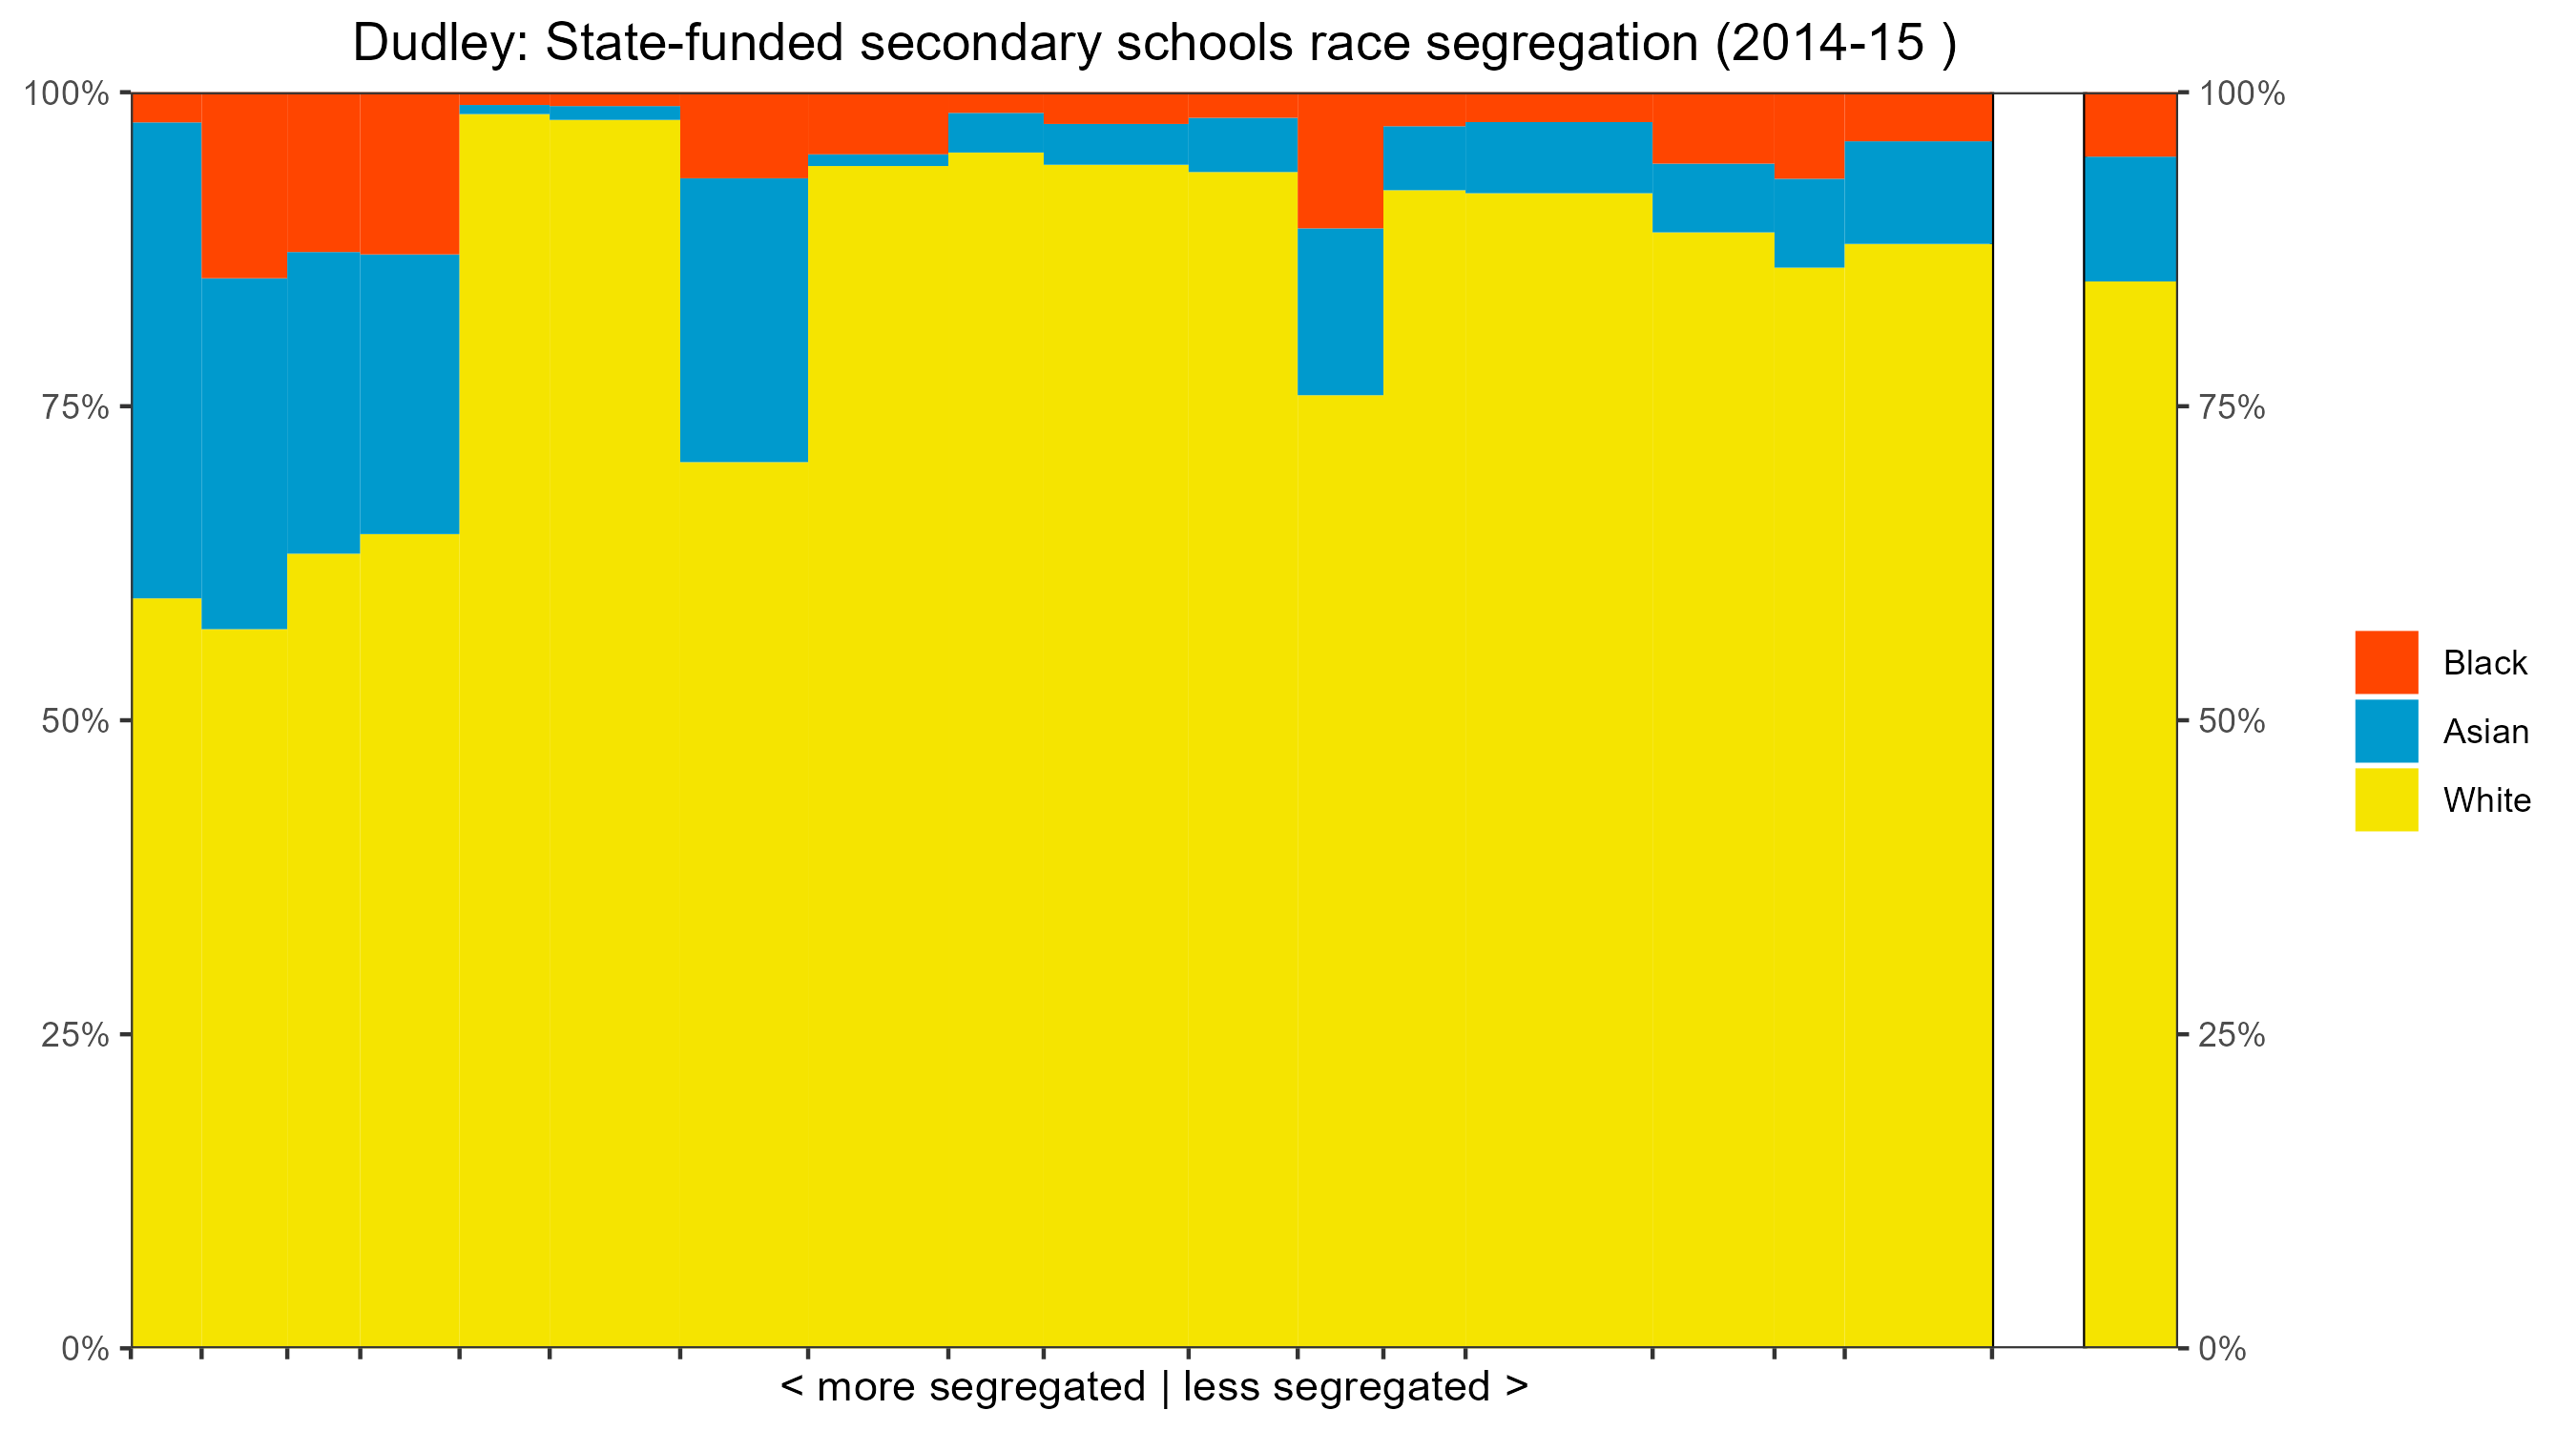 Dudley: State-funded secondary schools race segregation (2014-15 )
100%
100%
75%
75%
50%
50%
25%
25%
0%
0%
Black
Asian
White
< more segregated | less segregated >